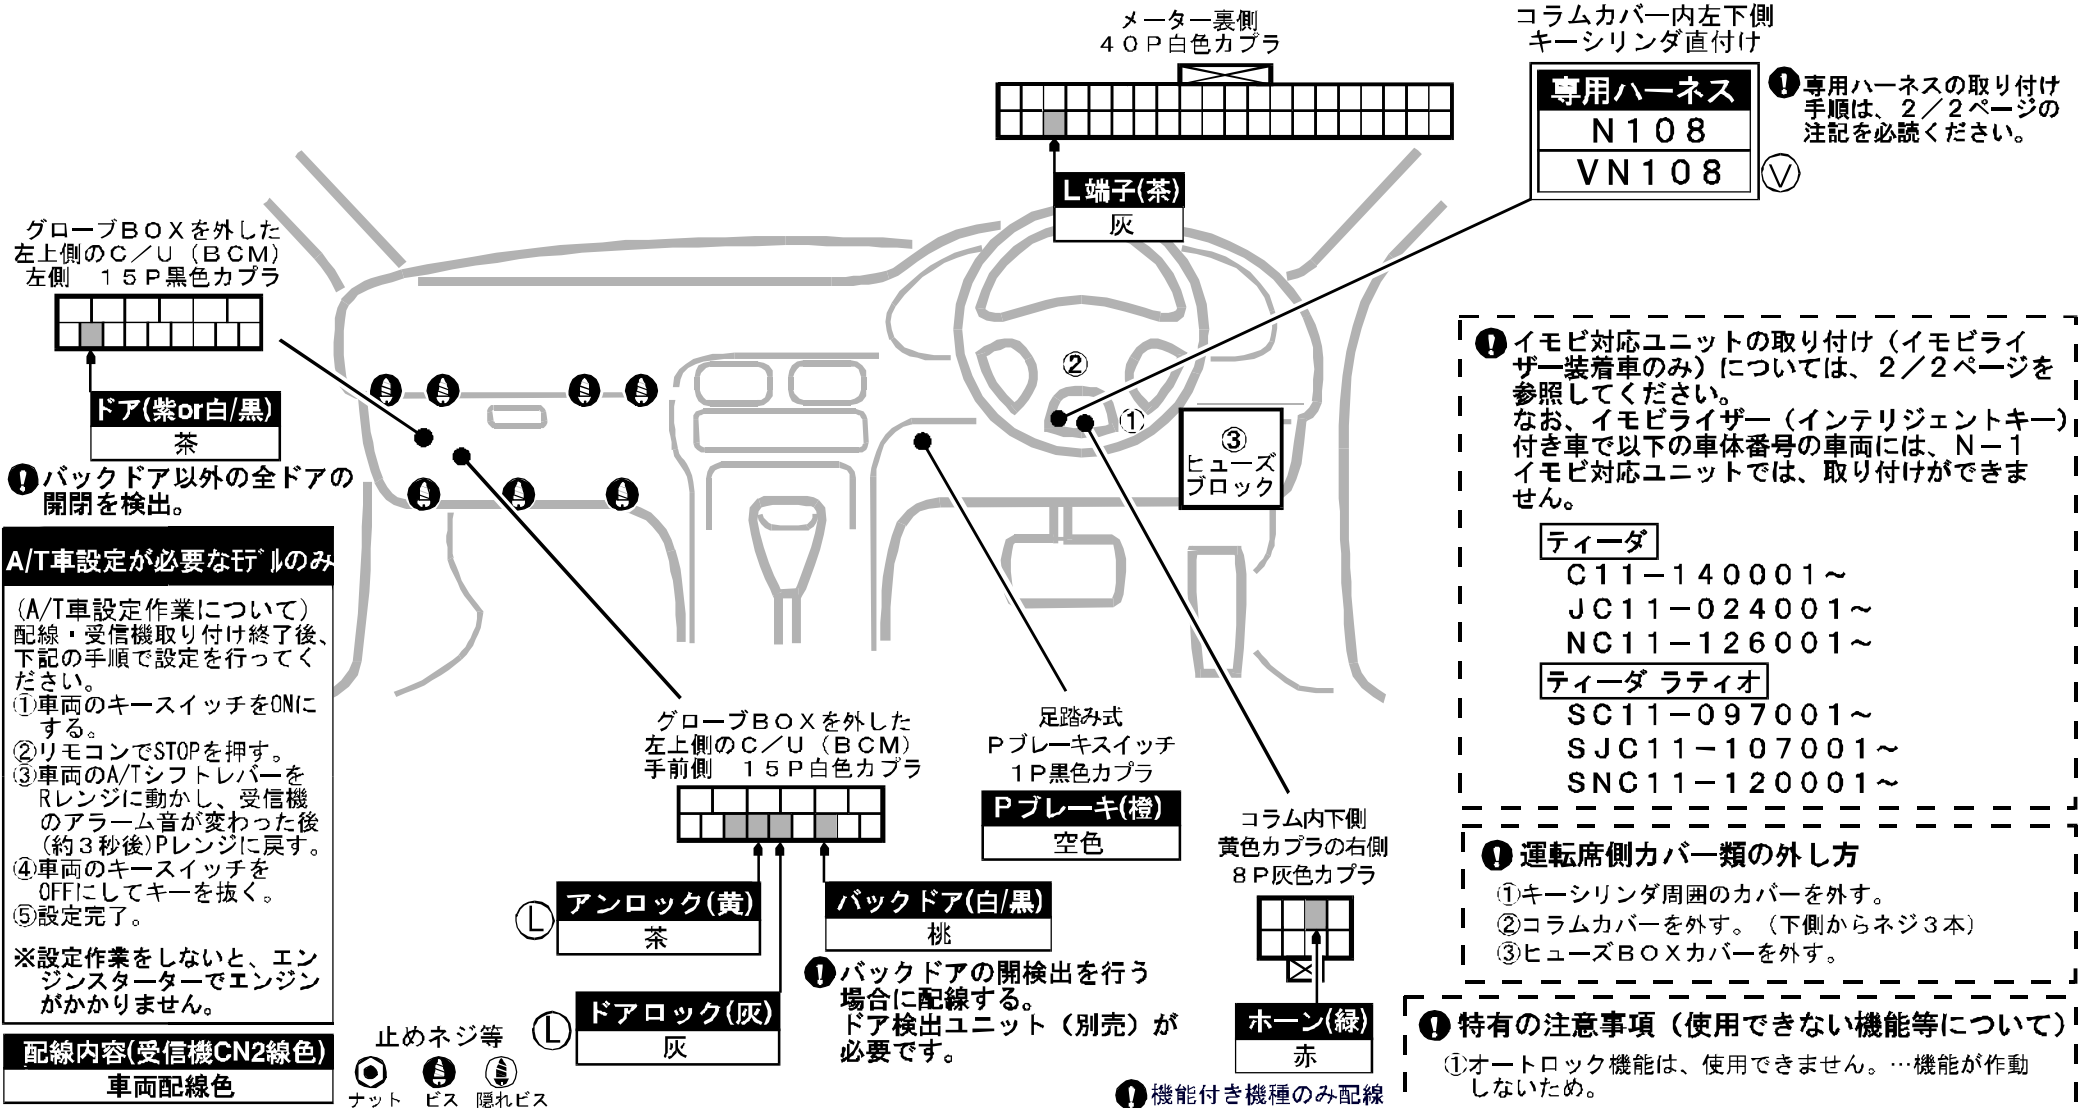 メーター裏側
４０Ｐ白色カプラ
Ｌ端子(茶)
灰
コラムカバー内左下側
キーシリンダ直付け
専用ハーネス
Ｎ１０８
ＶＮ１０８
Ⓥ
専用ハーネスの取り付け
手順は、２／２ページの
注記を必読ください。
グローブＢＯＸを外した
左上側のＣ／Ｕ（ＢＣＭ）
左側　１５Ｐ黒色カプラ
ドア(紫or白/黒)
茶
バックドア以外の全ドアの
開閉を検出。
A/T車設定が必要なﾓﾃﾞﾙのみ
(A/T車設定作業について)
配線・受信機取り付け終了後、
下記の手順で設定を行ってく
ださい。
①車両のキースイッチをONに
する。
②リモコンでSTOPを押す。
③車両のA/Tシフトレバーを
Rレンジに動かし、受信機
のアラーム音が変わった後
(約３秒後)Pレンジに戻す。
④車両のキースイッチを
OFFにしてキーを抜く。
⑤設定完了。
※設定作業をしないと、エン
ジンスターターでエンジン
がかかりません。
配線内容(受信機CN2線色)
車両配線色
止めネジ等
ナット　ビス　隠れビス
②
①
③
ヒューズ
ブロック
グローブＢＯＸを外した
左上側のＣ／Ｕ（ＢＣＭ）
手前側　１５Ｐ白色カプラ
Ⓛ
アンロック(黄)
茶
Ⓛ
ドアロック(灰)
灰
バックドア(白/黒)
桃
バックドアの開検出を行う
場合に配線する。
ドア検出ユニット（別売）が
必要です。
足踏み式
Ｐブレーキスイッチ
１Ｐ黒色カプラ
Ｐブレーキ(橙)
空色
コラム内下側
黄色カプラの右側
８Ｐ灰色カプラ
ホーン(緑)
赤
機能付き機種のみ配線
イモビ対応ユニットの取り付け（イモビライ
ザー装着車のみ）については、２／２ページを
参照してください。
なお、イモビライザー（インテリジェントキー）
付き車で以下の車体番号の車両には、Ｎ－１
イモビ対応ユニットでは、取り付けができま
せん。
ティーダ
Ｃ１１－１４０００１～
ＪＣ１１－０２４００１～
ＮＣ１１－１２６００１～
ティーダ ラティオ
ＳＣ１１－０９７００１～
ＳＪＣ１１－１０７００１～
ＳＮＣ１１－１２０００１～
運転席側カバー類の外し方
①キーシリンダ周囲のカバーを外す。
②コラムカバーを外す。（下側からネジ３本）
③ヒューズＢＯＸカバーを外す。
特有の注意事項（使用できない機能等について）
①オートロック機能は、使用できません。…機能が作動
しないため。